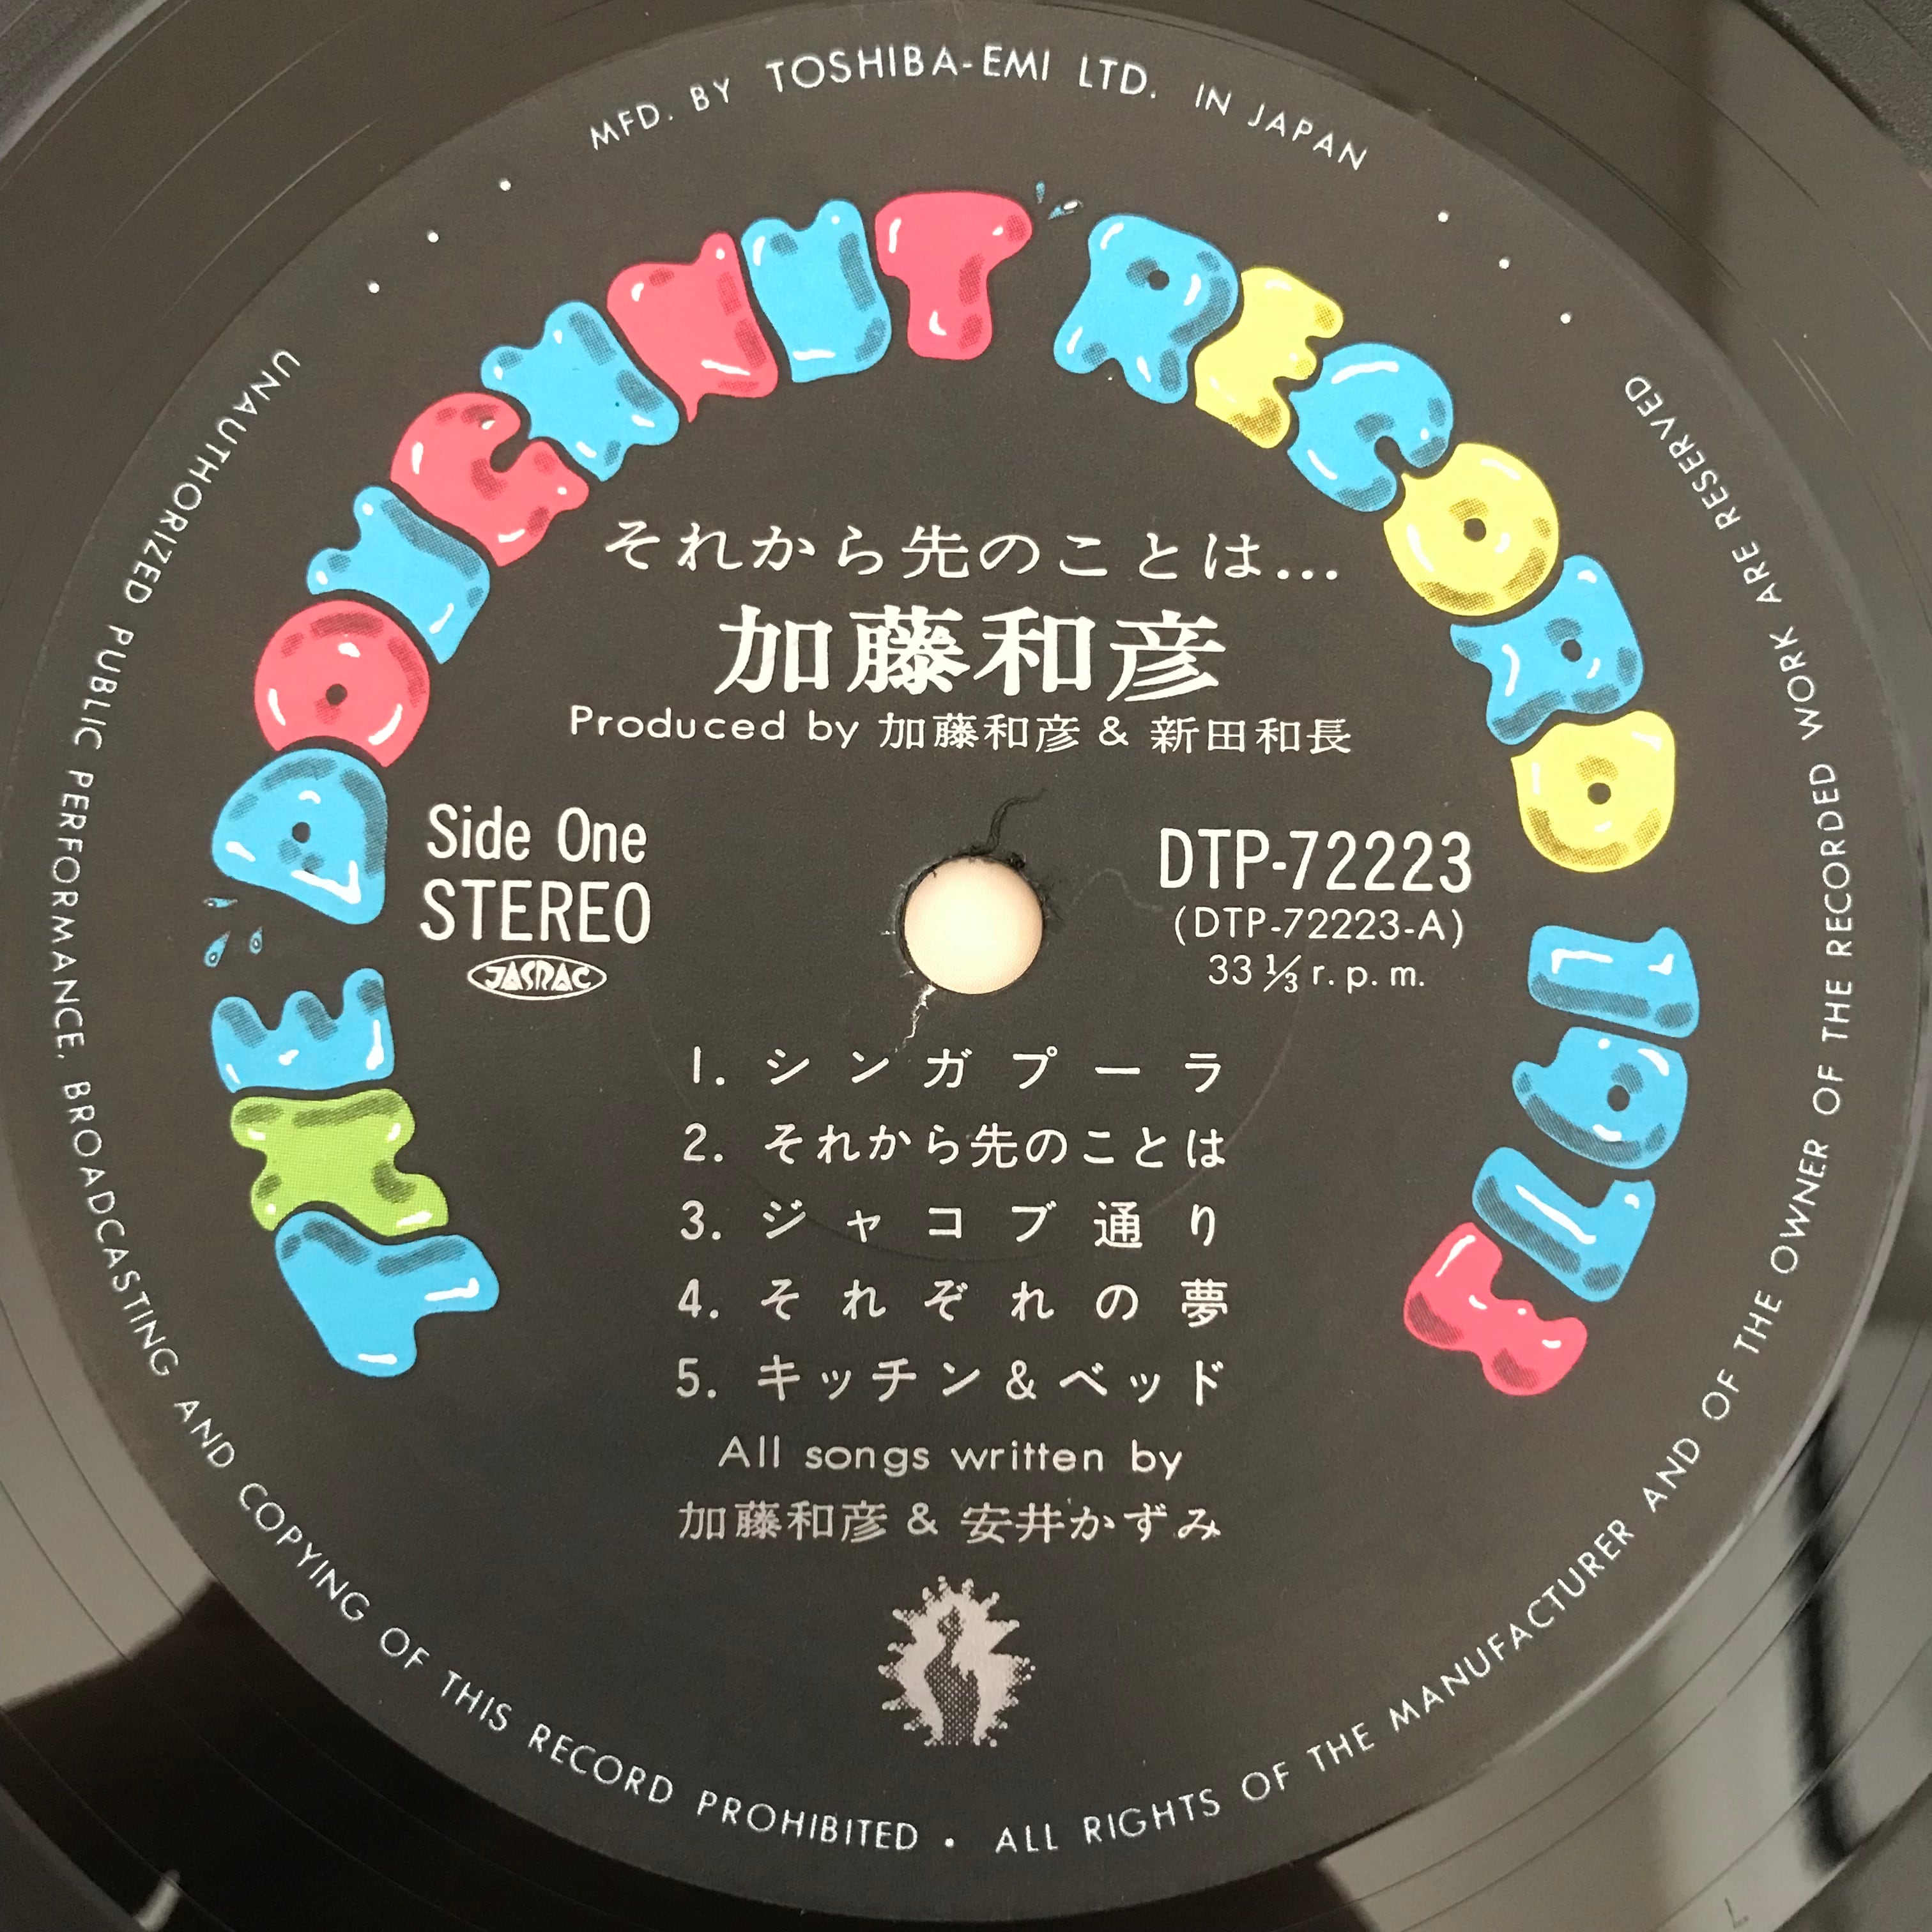 MFD. BY TOSHIBA-EMI LTD. IN JAPAN
THE DOUGHNUT RECORD
それから先のことは…
加藤和彦
Produced by 加藤和彦 & 新田和長
Side One
STEREO
JASRAC
DTP-72223
(DTP-72223-A)
33 1/3 r.p.m.
1. シンガプーラ
2. それから先のことは
3. ジャコブ通り
4. それぞれの夢
5. キッチン&ベッド
All songs written by
加藤和彦 & 安井かずみ
UNAUTHORIZED PUBLIC PERFORMANCE, BROADCASTING AND COPYING OF THIS RECORD PROHIBITED • ALL RIGHTS OF THE MANUFACTURER AND OF THE OWNER OF THE RECORDED WORK ARE RESERVED